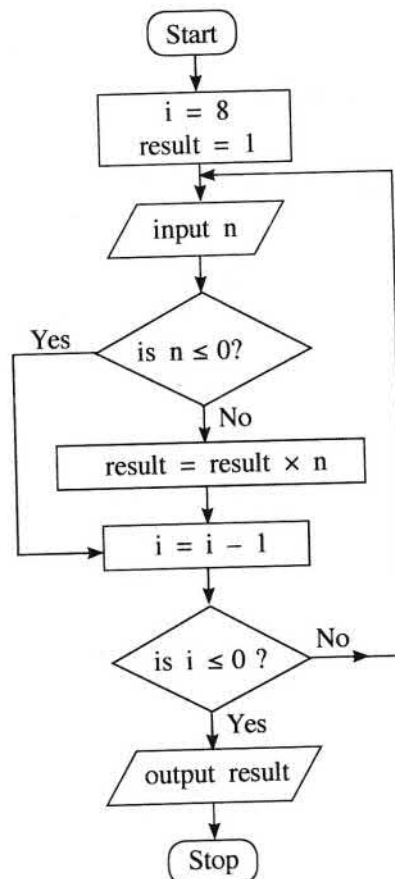 Start
i = 8
result = 1
input n
is n ≤ 0?
Yes
No
result = result × n
i = i − 1
is i ≤ 0 ?
No
Yes
output result
Stop